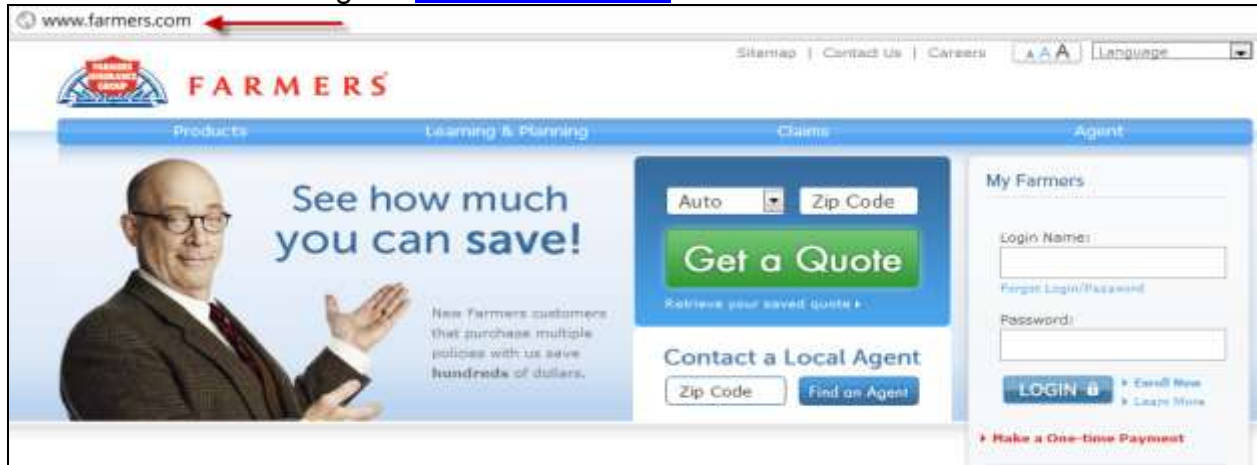 www.farmers.com
Sitemap | Contact Us | Careers A A A Language
FARMERS INSURANCE GROUP
FARMERS
Products Learning & Planning Claims Agent
See how much
you can save!
New Farmers customers
that purchase multiple
policies with us save
hundreds of dollars.
Auto Zip Code
Get a Quote
Retrieve your saved quote
Contact a Local Agent
Zip Code Find an Agent
My Farmers
Login Name:
Forgot Login/Password
Password:
LOGIN
Enroll Now
Learn More
Make a One-time Payment